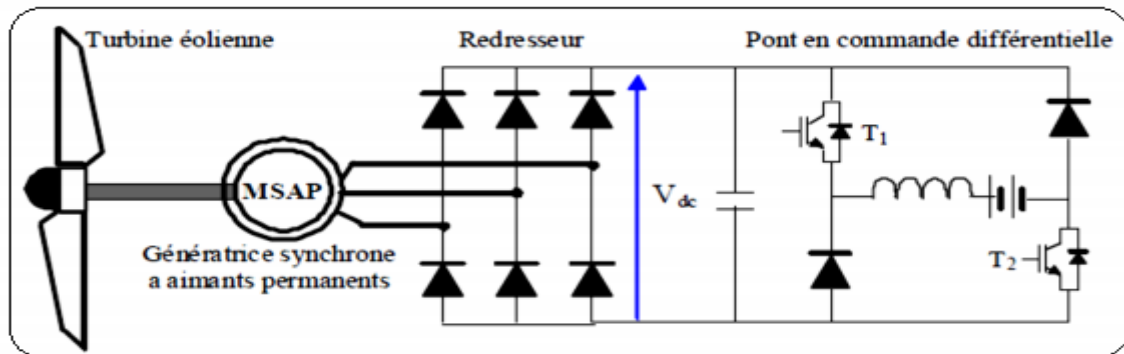 Turbine éolienne
Redresseur
Pont en commande différentielle
T1
MSAP
Vdc
Génératrice synchrone
a aimants permanents
T2